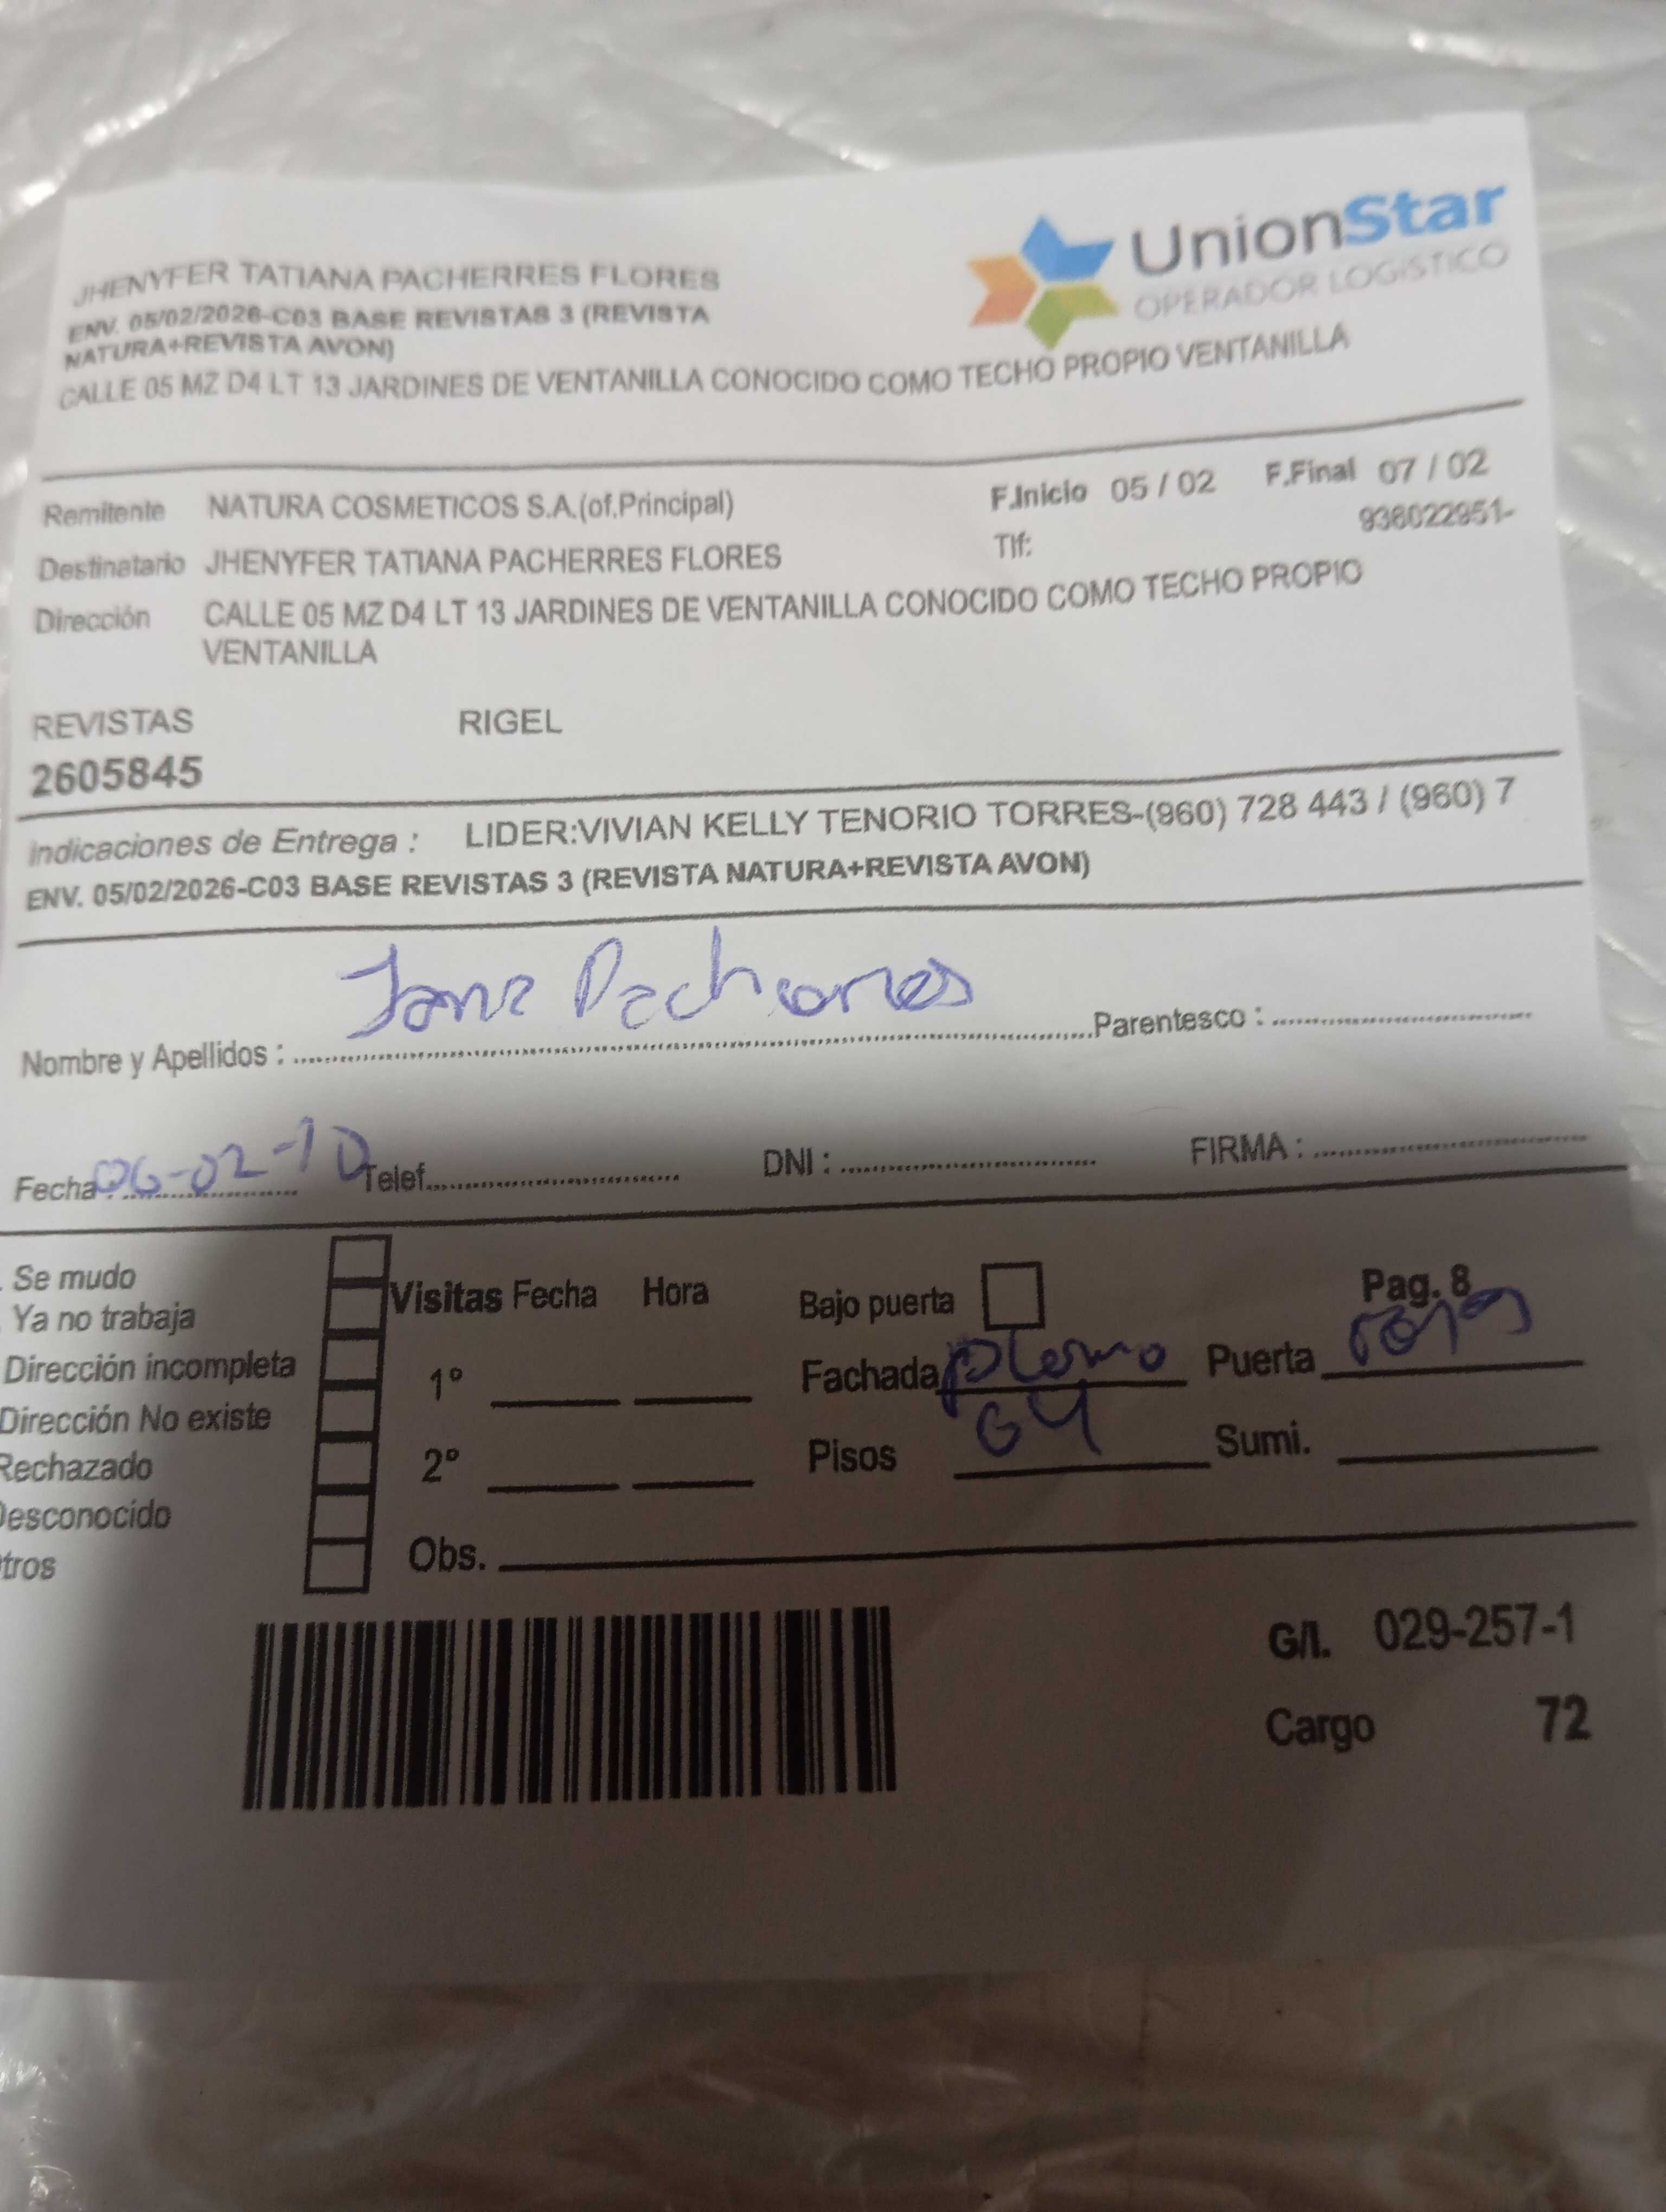 UnionStar
OPERADOR LOGISTICO
JHENYFER TATIANA PACHERRES FLORES
ENV. 05/02/2026-C03 BASE REVISTAS 3 (REVISTA
NATURA+REVISTA AVON)
CALLE 05 MZ D4 LT 13 JARDINES DE VENTANILLA CONOCIDO COMO TECHO PROPIO VENTANILLA
Remitente NATURA COSMETICOS S.A.(of.Principal) F.Inicio 05 / 02 F.Final 07 / 02
Destinatario JHENYFER TATIANA PACHERRES FLORES Tlf: 936022951-
Dirección CALLE 05 MZ D4 LT 13 JARDINES DE VENTANILLA CONOCIDO COMO TECHO PROPIO
VENTANILLA
REVISTAS RIGEL
2605845
Indicaciones de Entrega : LIDER:VIVIAN KELLY TENORIO TORRES-(960) 728 443 / (960) 7
ENV. 05/02/2026-C03 BASE REVISTAS 3 (REVISTA NATURA+REVISTA AVON)
Nombre y Apellidos : Parentesco :
Fecha : 06-02- Telef. DNI : FIRMA :
Se mudo
Ya no trabaja
Dirección incompleta
Dirección No existe
Rechazado
Desconocido
tros
Visitas Fecha Hora
1°
2°
Obs.
Bajo puerta Pag. 8
Fachada Puerta
Pisos Sumi.
G/I. 029-257-1
Cargo 72